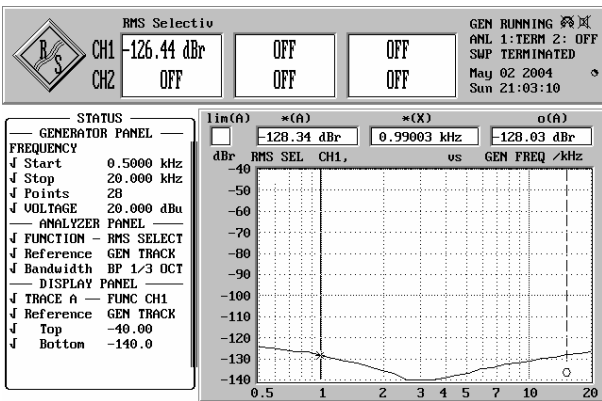 RMS Selectiv
GEN RUNNING
R/S CH1 -126.44 dBr OFF OFF
ANL 1:TERM 2: OFF
SWP TERMINATED
CH2 OFF OFF OFF
May 02 2004
Sun 21:03:10
STATUS
GENERATOR PANEL
FREQUENCY
√ Start 0.5000 kHz
√ Stop 20.000 kHz
√ Points 28
√ VOLTAGE 20.000 dBu
ANALYZER PANEL
√ FUNCTION - RMS SELECT
√ Reference GEN TRACK
√ Bandwidth BP 1/3 OCT
DISPLAY PANEL
√ TRACE A — FUNC CH1
√ Reference GEN TRACK
√ Top -40.00
√ Bottom -140.0
lim(A) *(A) *(X) o(A)
-128.34 dBr 0.99003 kHz -128.03 dBr
dBr RMS SEL CH1, vs GEN FREQ /kHz
-40
-50
-60
-70
-80
-90
-100
-110
-120
-130
-140
0.5 1 2 3 4 5 7 10 20